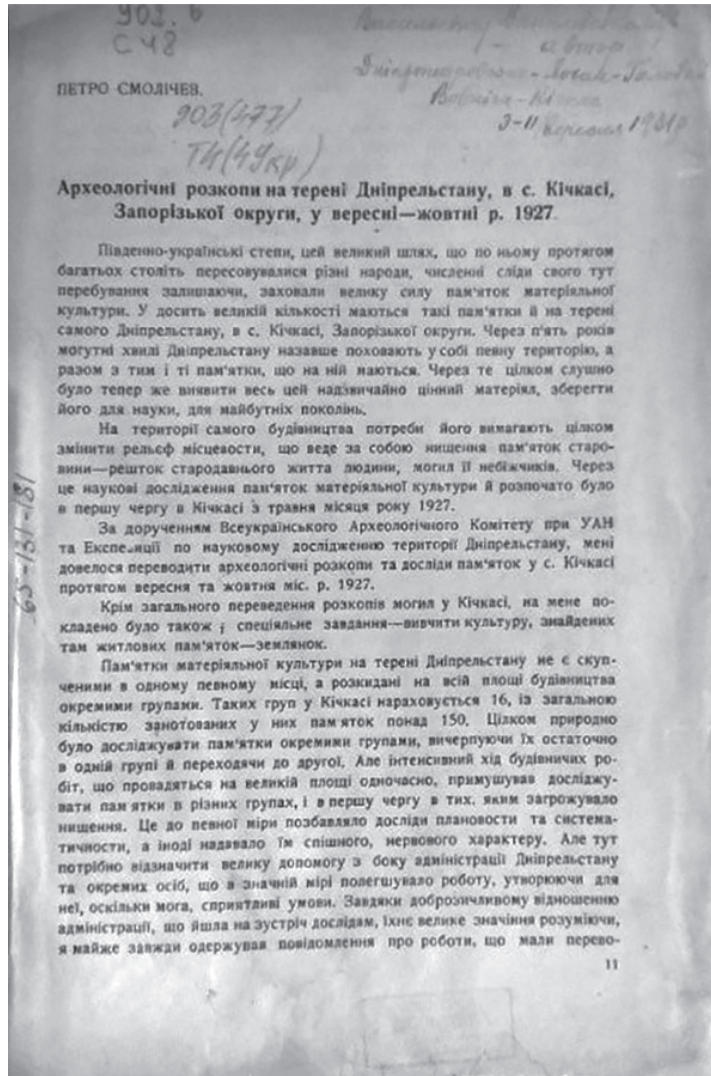 903. в
С 48
ПЕТРО СМОЛІЧЕВ.
903(477)
Т4(4Укр)
3-11 вересня 1931р
Археологічні розкопи на терені Дніпрельстану, в с. Кічкасі,
Запорізької округи, у вересні—жовтні р. 1927
Південно-українські степи, цей великий шлях, що по ньому протягом
багатьох століть пересовувалися різні народи, численні сліди свого тут
перебування залишаючи, заховали велику силу пам'яток матеріяльної
культури. У досить великій кількості маються такі пам'ятки й на терені
самого Дніпрельстану, в с. Кічкасі, Запорізької округи. Через п'ять років
могутні хвилі Дніпрельстану назавше поховають у собі певну територію, а
разом з тим і ті пам'ятки, що на ній маються. Через те цілком слушно
було тепер же виявити весь цей надзвичайно цінний матеріял, зберегти
його для науки, для майбутніх поколінь.
На території самого будівництва потреби його вимагають цілком
змінити рельєф місцевости, що веде за собою нищення пам'яток старо-
вини—решток стародавнього життя людини, могил її небіжчиків. Через
це наукові дослідження пам'яток матеріяльної культури й розпочато було
в першу чергу в Кічкасі з травня місяця року 1927.
За дорученням Всеукраїнського Археологічного Комітету при УАН
та Експедиції по науковому дослідженню території Дніпрельстану, мені
довелося переводити археологічні розкопи та досліди пам'яток у с. Кічкасі
протягом вересня та жовтня міс. р. 1927.
Крім загального переведення розкопів могил у Кічкасі, на мене по-
кладено було також і спеціяльне завдання—вивчити культуру, знайдених
там житлових пам'яток—землянок.
Пам'ятки матеріяльної культури на терені Дніпрельстану не є скуп-
ченими в одному певному місці, а розкидані на всій площі будівництва
окремими групами. Таких груп у Кічкасі нараховується 16, із загальною
кількістю занотованих у них пам'яток понад 150. Цілком природно
було досліджувати пам'ятки окремими групами, вичерпуючи їх остаточно
в одній групі й переходячи до другої. Але інтенсивний хід будівничих ро-
біт, що провадяться на великій площі одночасно, примушував досліджу-
вати пам'ятки в різних групах, і в першу чергу в тих, яким загрожувало
нищення. Це до певної міри позбавляло досліди плановости та система-
тичности, а іноді надавало їм спішного, нервового характеру. Але тут
потрібно відзначити велику допомогу з боку адміністрації Дніпрельстану
та окремих осіб, що в значній мірі полегшувало роботу, утворюючи для
неї, оскільки мога, сприятливі умови. Завдяки доброзичливому відношенню
адміністрації, що йшла на зустріч дослідам, їхнє велике значіння розуміючи,
я майже завжди одержував повідомлення про роботи, що мали перево-
11
65-131-181